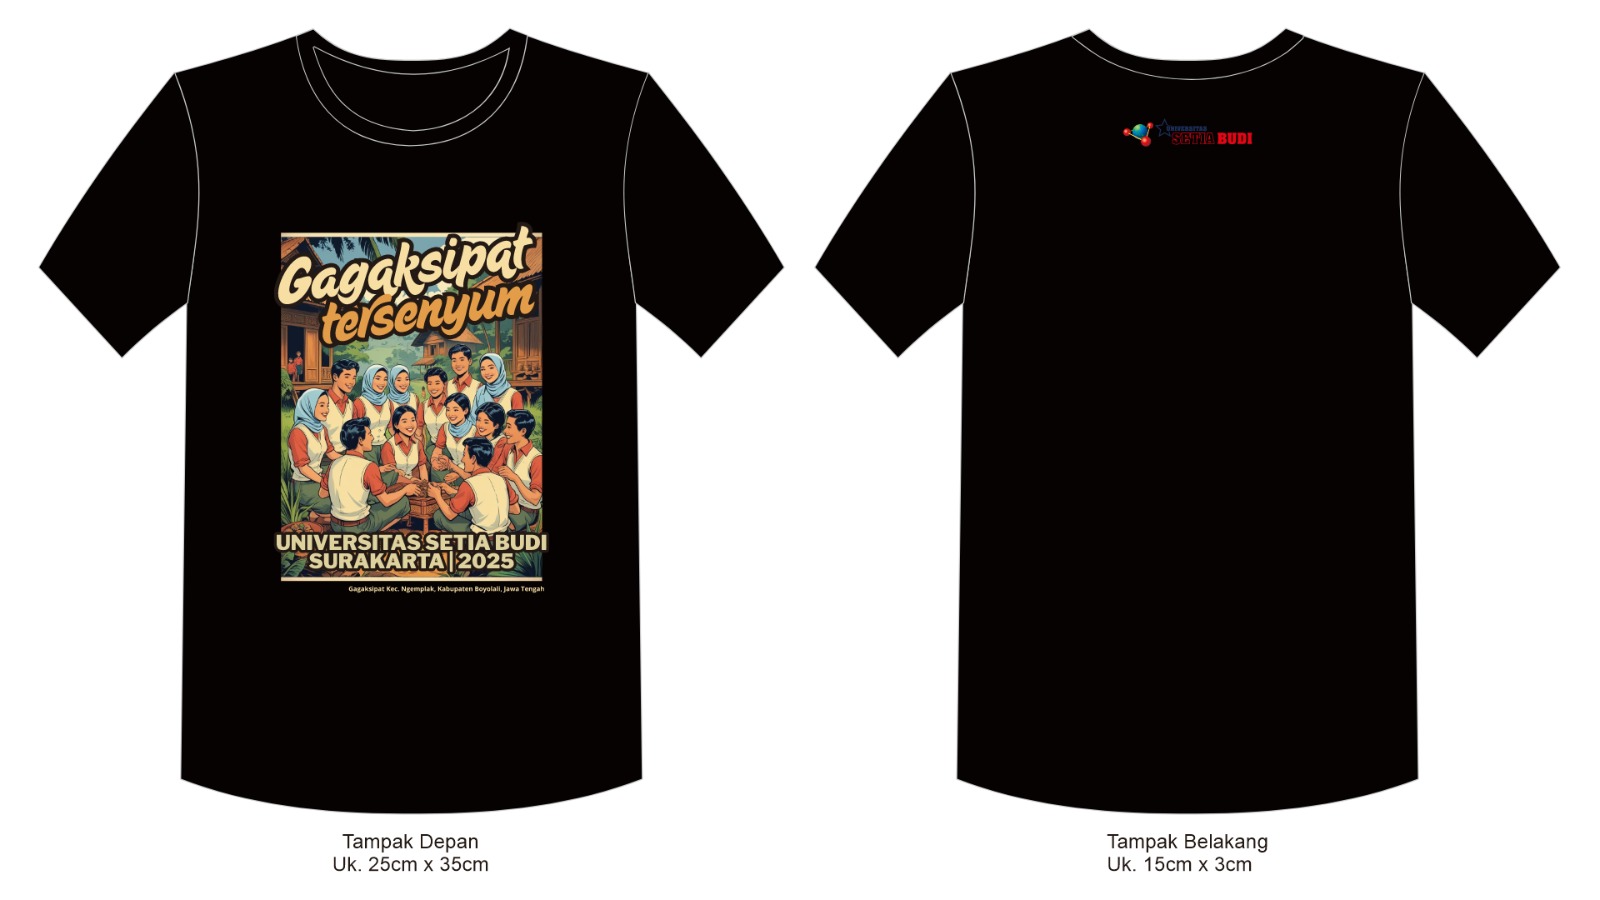 Gagaksipat
tersenyum
UNIVERSITAS SETIA BUDI
SURAKARTA | 2025
Gagaksipat Kec. Ngemplak, Kabupaten Boyolali, Jawa Tengah
Tampak Depan
Uk. 25cm x 35cm
UNIVERSITAS
SETIA BUDI
Tampak Belakang
Uk. 15cm x 3cm